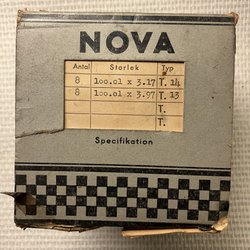 NOVA
Antal Storlek Typ
8 100.01 x 3.17 T. 14
8 100.01 x 3.97 T. 13
T.
T.
Specifikation